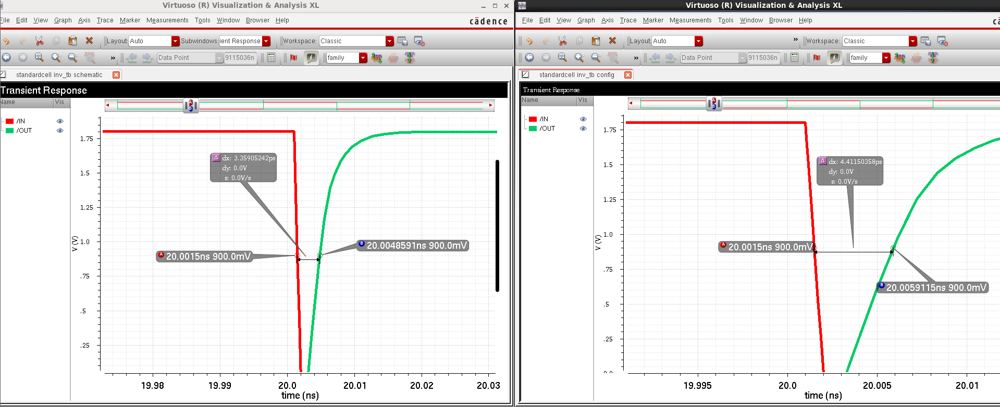 Virtuoso (R) Visualization & Analysis XL
File Edit View Graph Axis Trace Marker Measurements Tools Window Browser Help
cādence
Layout: Auto Subwindows: ient Response Workspace: Classic
Data Point 9115036n family
standardcell inv_tb schematic
Transient Response
Name Vis
/IN
/OUT
1.75
1.5
1.25
1.0
.75
.5
.25
V (V)
dx: 3.35905242ps
dy: 0.0V
s: 0.0V/s
A 20.0015ns 900.0mV
B 20.0048591ns 900.0mV
19.98 19.99 20.0 20.01 20.02 20.03
time (ns)
Virtuoso (R) Visualization & Analysis XL
File Edit View Graph Axis Trace Marker Measurements Tools Window Browser Help
Layout: Auto » Workspace: Classic
» Data Point 9115036n family
standardcell inv_tb config
Transient Response
Name Vis
/IN
/OUT
1.75
1.5
1.25
1.0
.75
.5
.25
0.0
V (V)
dx: 4.41150358ps
dy: 0.0V
s: 0.0V/s
A 20.0015ns 900.0mV
B 20.0059115ns 900.0mV
19.995 20.0 20.005 20.01
time (ns)